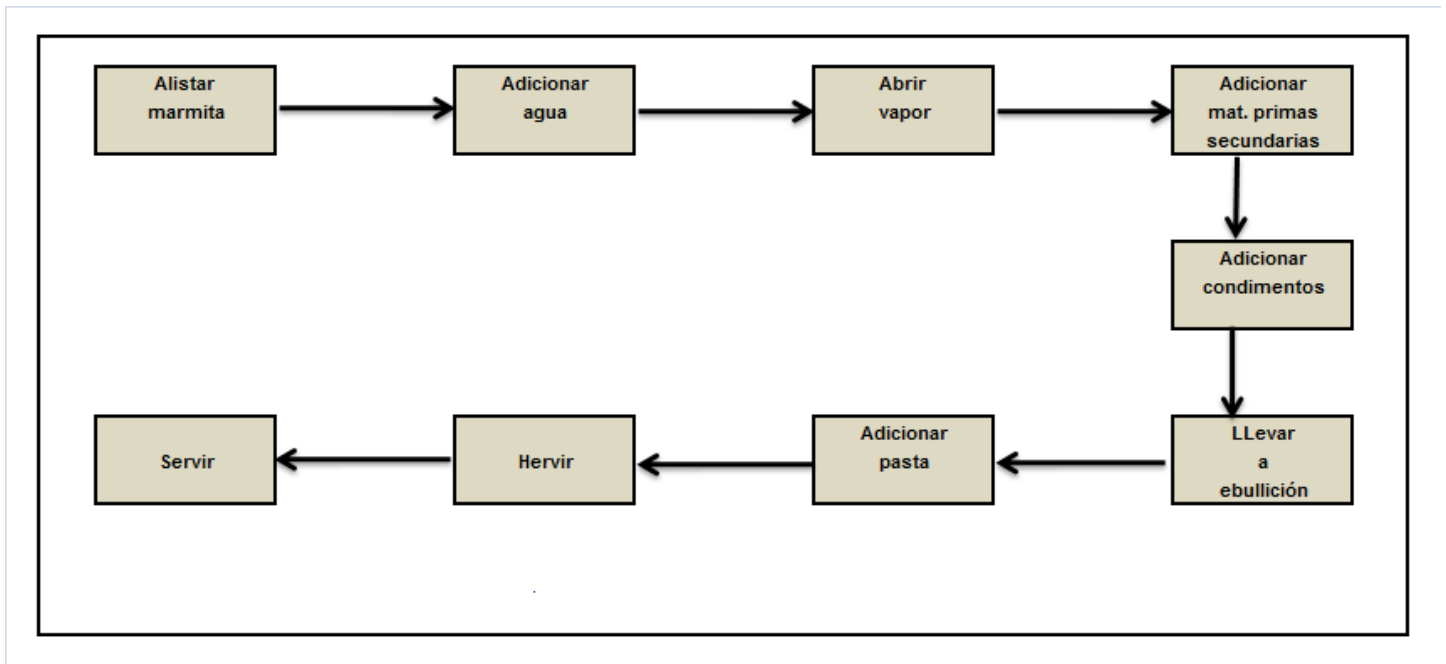 Alistar
marmita
Adicionar
agua
Abrir
vapor
Adicionar
mat. primas
secundarias
Adicionar
condimentos
LLevar
a
ebullición
Adicionar
pasta
Hervir
Servir